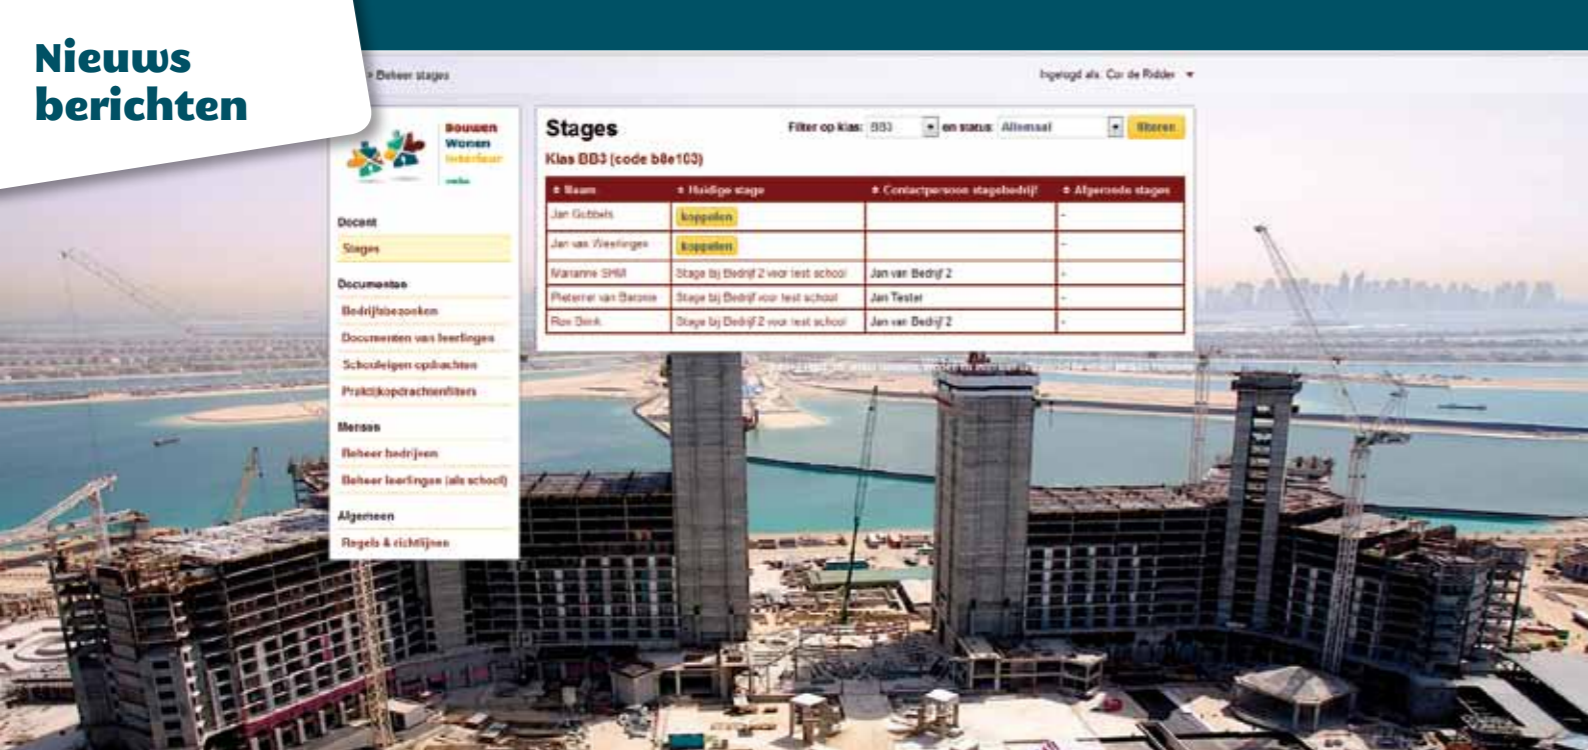 Nieuws
berichten
> Beheer stages
Ingelogd als: Cor de Ridder
Bouwen
Wonen
Interieur
Stages
Filter op klas: BB3 en status: Allemaal filteren
Klas BB3 (code b8e103)
Naam Huidige stage Contactpersoon stagebedrijf Afgeronde stages
Jan Gubbels koppelen -
Jan van koppelen -
Marianne SHM Stage bij Bedrijf 2 voor test school Jan van Bedrijf 2 -
van Stage bij Bedrijf voor test school Jan Tester -
Ron Stage bij Bedrijf 2 voor test school Jan van Bedrijf 2 -
Docent
Stages
Documenten
Bedrijfsbezoeken
Documenten van leerlingen
Schooleigen opdrachten
Praktijkopdrachtenfilters
Mensen
Beheer bedrijven
Beheer leerlingen (als school)
Algemeen
Regels & richtlijnen